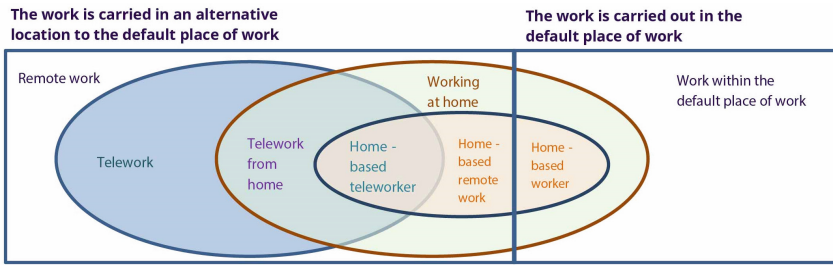 The work is carried in an alternative
location to the default place of work
The work is carried out in the
default place of work
Remote work
Working
at home
Work within the
default place of work
Telework
Telework
from
home
Home -
based
teleworker
Home -
based
remote
work
Home -
based
worker